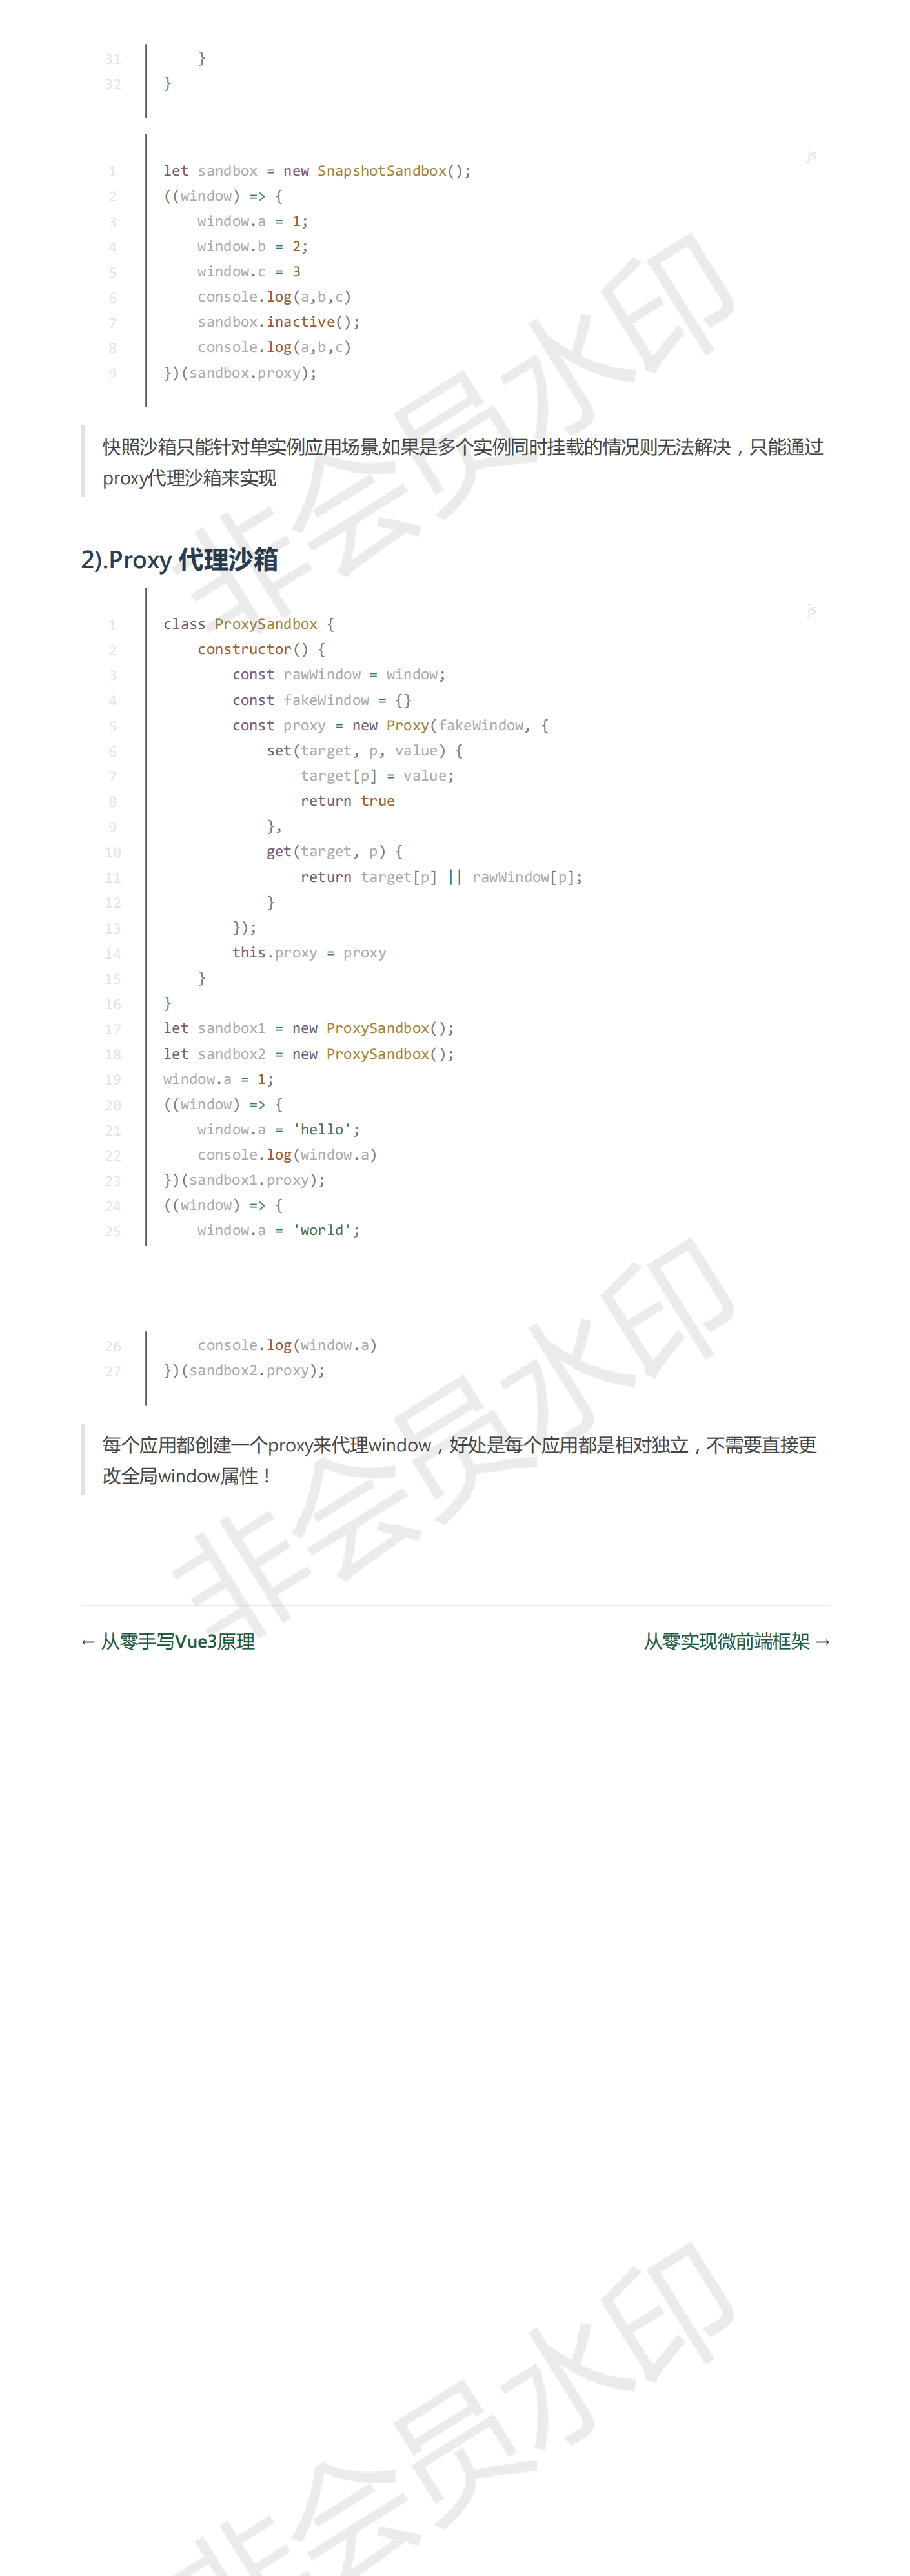 31     }
32 }
js
1 let sandbox = new SnapshotSandbox();
2 ((window) => {
3     window.a = 1;
4     window.b = 2;
5     window.c = 3
6     console.log(a,b,c)
7     sandbox.inactive();
8     console.log(a,b,c)
9 })(sandbox.proxy);
快照沙箱只能针对单实例应用场景,如果是多个实例同时挂载的情况则无法解决，只能通过
proxy代理沙箱来实现
2).Proxy 代理沙箱
js
1 class ProxySandbox {
2     constructor() {
3         const rawWindow = window;
4         const fakeWindow = {}
5         const proxy = new Proxy(fakeWindow, {
6             set(target, p, value) {
7                 target[p] = value;
8                 return true
9             },
10             get(target, p) {
11                 return target[p] || rawWindow[p];
12             }
13         });
14         this.proxy = proxy
15     }
16 }
17 let sandbox1 = new ProxySandbox();
18 let sandbox2 = new ProxySandbox();
19 window.a = 1;
20 ((window) => {
21     window.a = 'hello';
22     console.log(window.a)
23 })(sandbox1.proxy);
24 ((window) => {
25     window.a = 'world';
26     console.log(window.a)
27 })(sandbox2.proxy);
每个应用都创建一个proxy来代理window，好处是每个应用都是相对独立，不需要直接更
改全局window属性！
← 从零手写Vue3原理
从零实现微前端框架 →
非会员水印
非会员水印
非会员水印